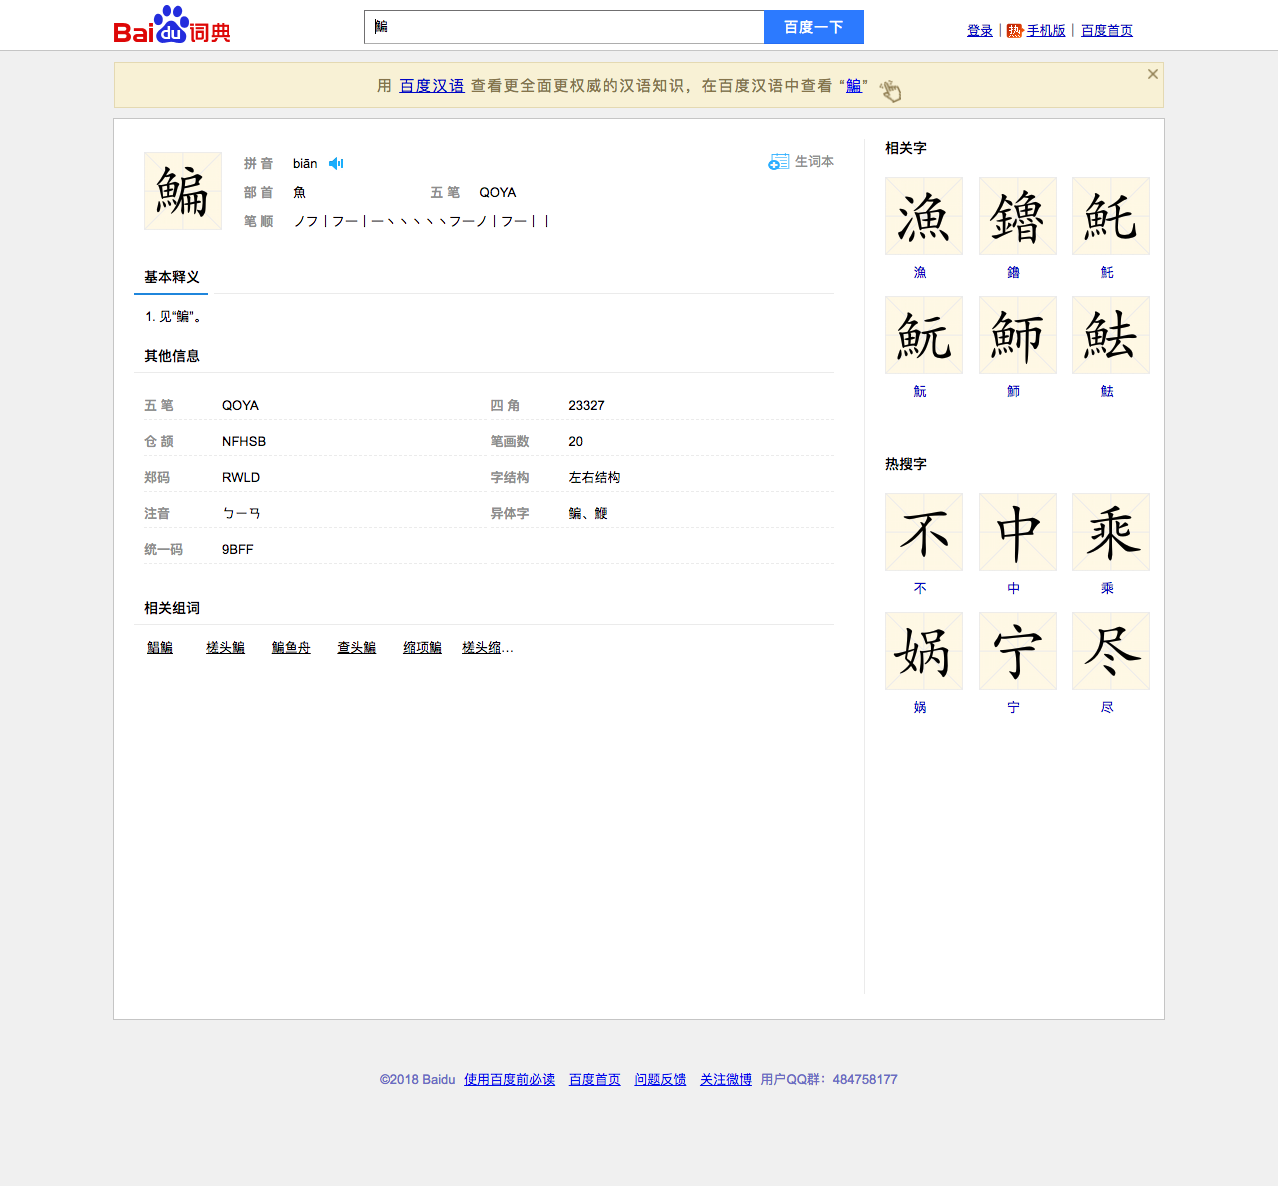 Baidu词典
鯿
百度一下
登录 | 热 手机版 | 百度首页
用 百度汉语 查看更全面更权威的汉语知识，在百度汉语中查看 “鯿”
鯿
拼 音 biān
生词本
部 首 魚 五 笔 QOYA
笔 顺 ノフ丨フ一丨一丶丶丶丶丶フ一ノ丨フ一丨丨
基本释义
1. 见“鳊”。
其他信息
五 笔 QOYA 四 角 23327
仓 颉 NFHSB 笔画数 20
郑码 RWLD 字结构 左右结构
注音 ㄅㄧㄢ 异体字 鳊、鯾
统一码 9BFF
相关组词
鯧鯿 槎头鯿 鯿鱼舟 查头鯿 缩项鯿 槎头缩…
相关字
漁 鑥 魠
漁 鑥 魠
魭 鰤 魼
魭 鰤 魼
热搜字
不 中 乘
不 中 乘
娲 宁 尽
娲 宁 尽
©2018 Baidu 使用百度前必读 百度首页 问题反馈 关注微博 用户QQ群：484758177